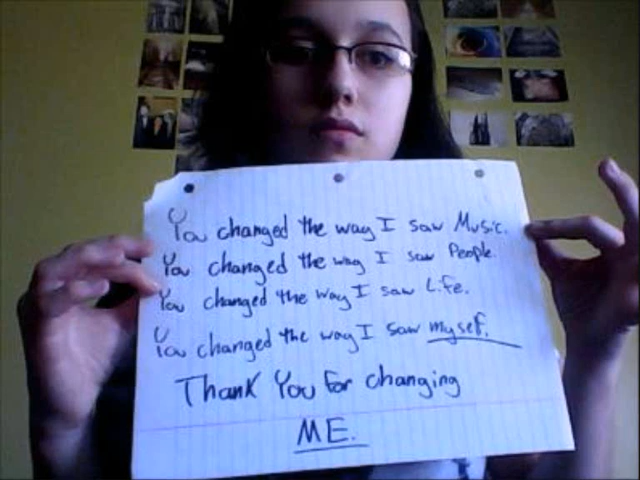 You changed the way I saw Music.
You changed the way I saw People.
You changed the way I saw Life.
You changed the way I saw myself.
Thank You For changing
ME.